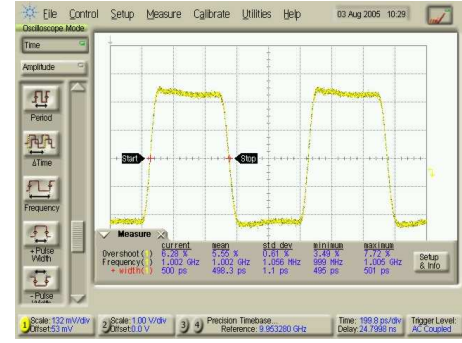 File Control Setup Measure Calibrate Utilities Help 03 Aug 2005 10:29
Oscilloscope Mode
Time
Amplitude
Period
ΔTime
Frequency
+Pulse
Width
-Pulse
Start Stop
Measure
current mean std dev minimum maximum
Overshoot( ) 6.28 % 5.55 % 0.61 % 3.49 % 7.72 %
Frequency( ) 1.002 GHz 1.002 GHz 1.056 MHz 999 MHz 1.005 GHz
+ width( ) 500 ps 498.3 ps 1.1 ps 495 ps 501 ps
Setup
& Info
1 Scale: 132 mV/div
Offset: 53 mV
2 Scale: 1.00 V/div
Offset: 0.0 V
3 4 Precision Timebase...
Reference: 9.953280 GHz
Time: 199.8 ps/div
Delay: 24.7998 ns
Trigger Level:
AC Coupled